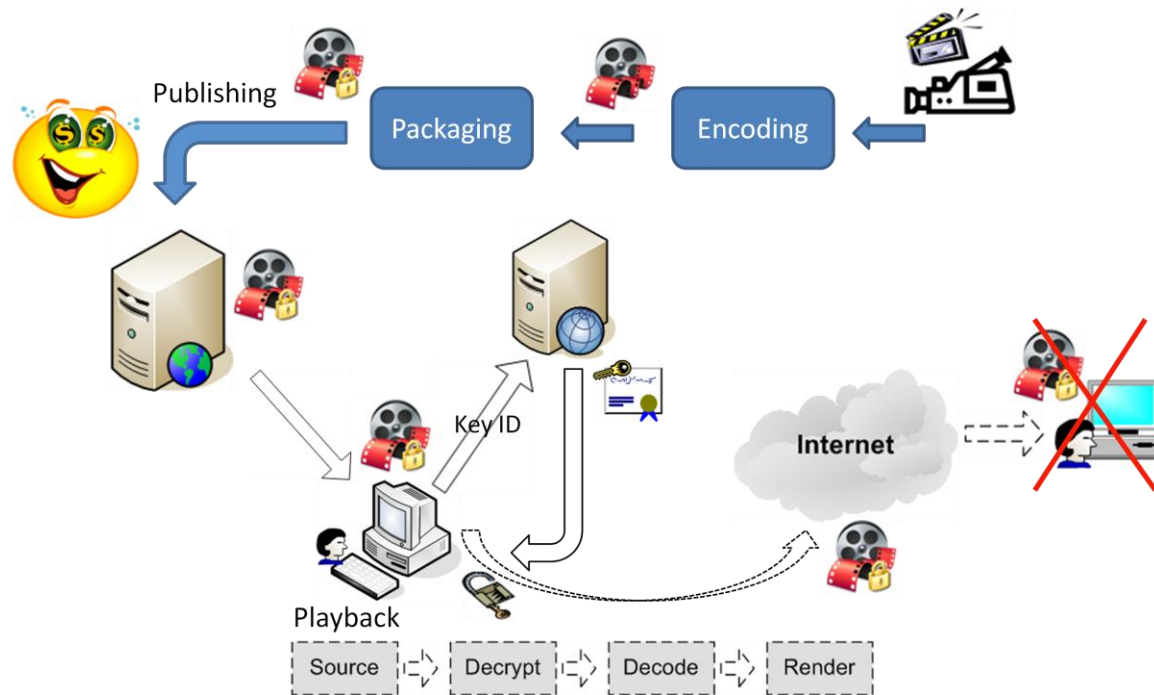 Publishing
Packaging
Encoding
Key ID
Internet
Playback
Source
Decrypt
Decode
Render